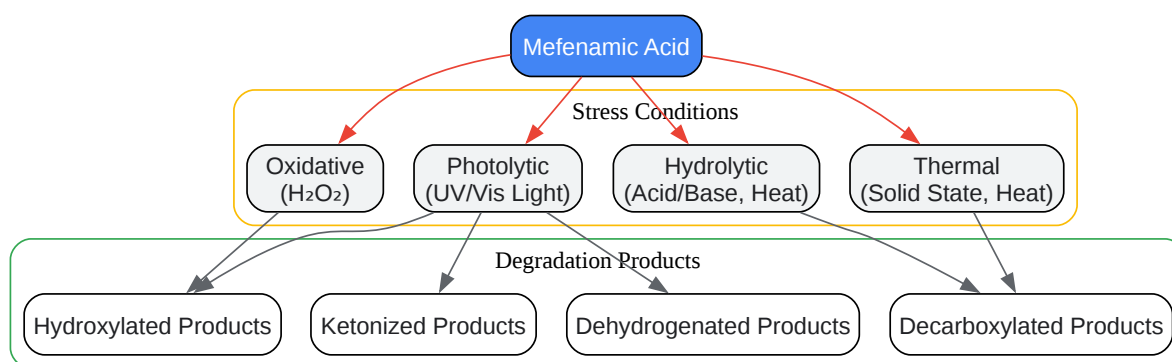 Mefenamic Acid
Stress Conditions
Oxidative
(H₂O₂)
Photolytic
(UV/Vis Light)
Hydrolytic
(Acid/Base, Heat)
Thermal
(Solid State, Heat)
Degradation Products
Hydroxylated Products
Ketonized Products
Dehydrogenated Products
Decarboxylated Products